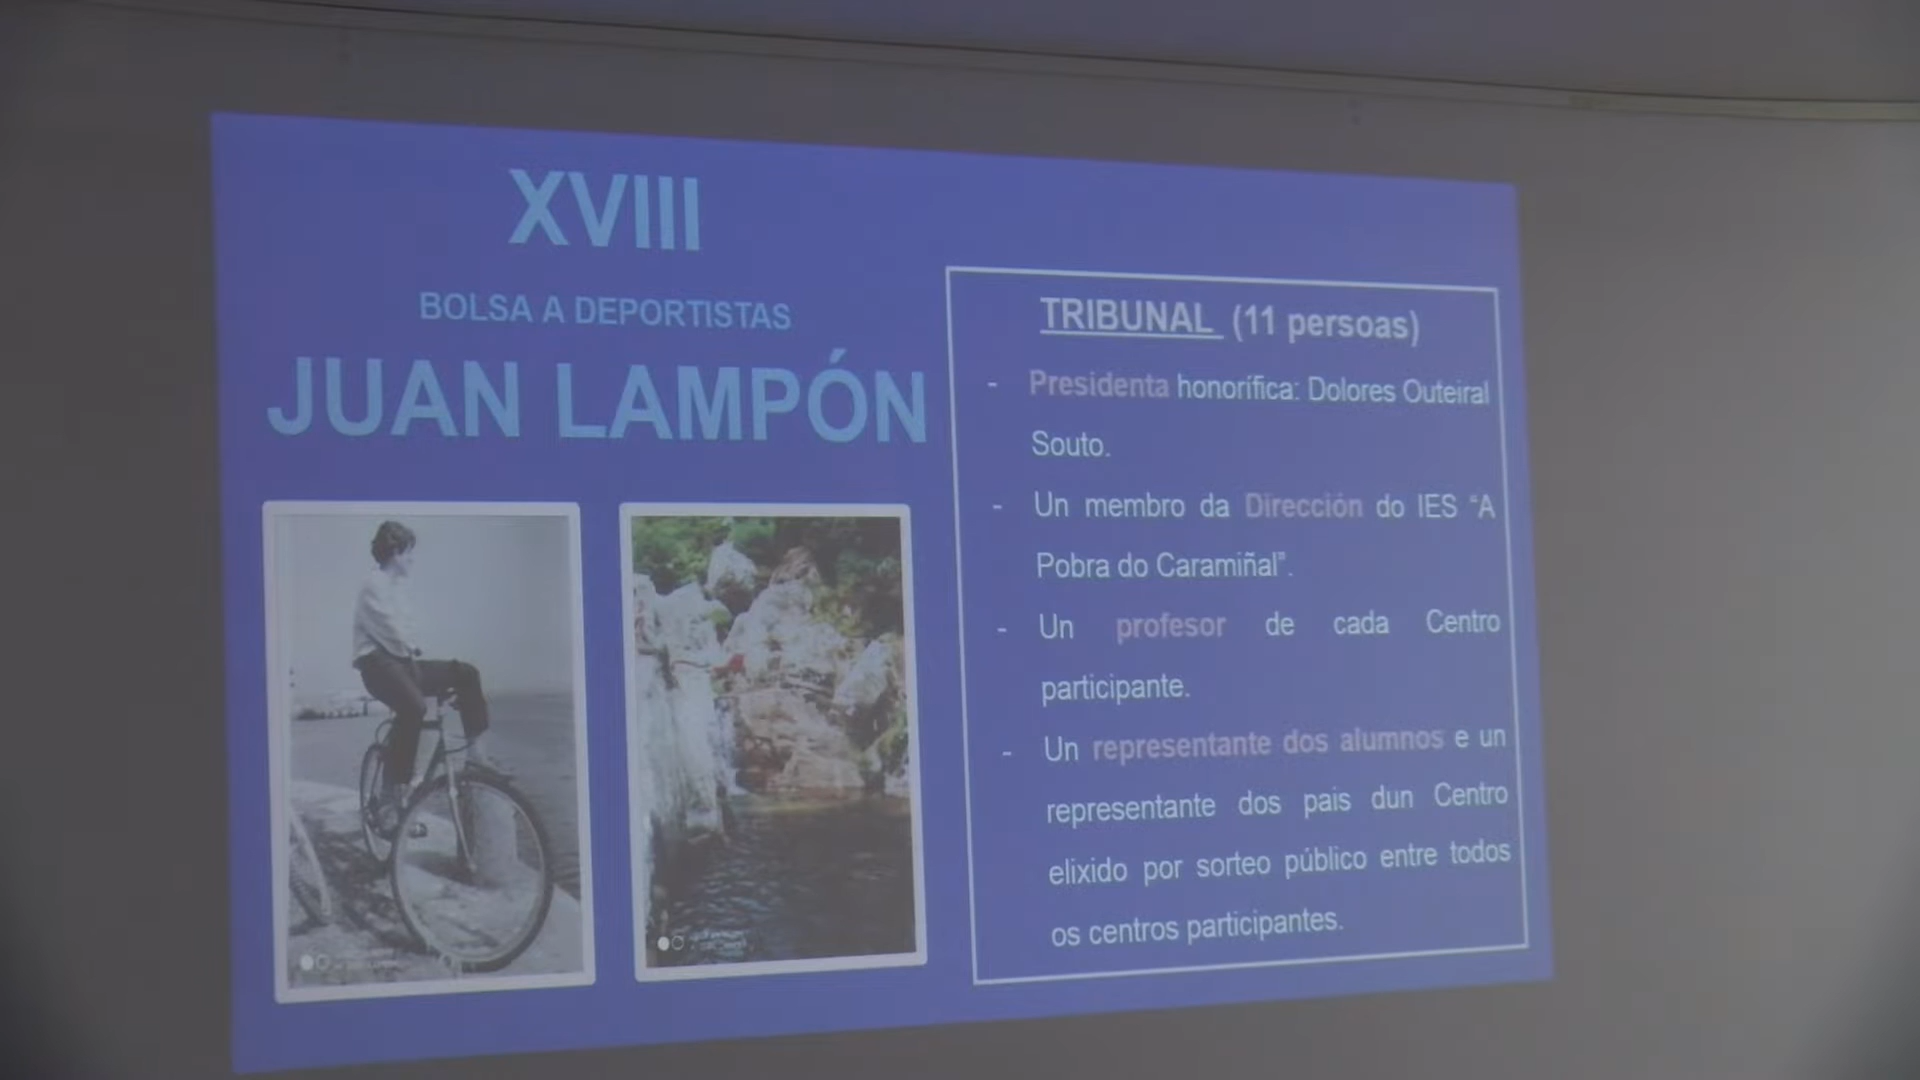 XVIII
BOLSA A DEPORTISTAS
JUAN LAMPÓN
TRIBUNAL (11 persoas)
- Presidenta honorífica: Dolores Outeiral
Souto.
- Un membro da Dirección do IES “A
Pobra do Caramiñal”.
- Un profesor de cada Centro
participante.
- Un representante dos alumnos e un
representante dos pais dun Centro
elixido por sorteo público entre todos
os centros participantes.